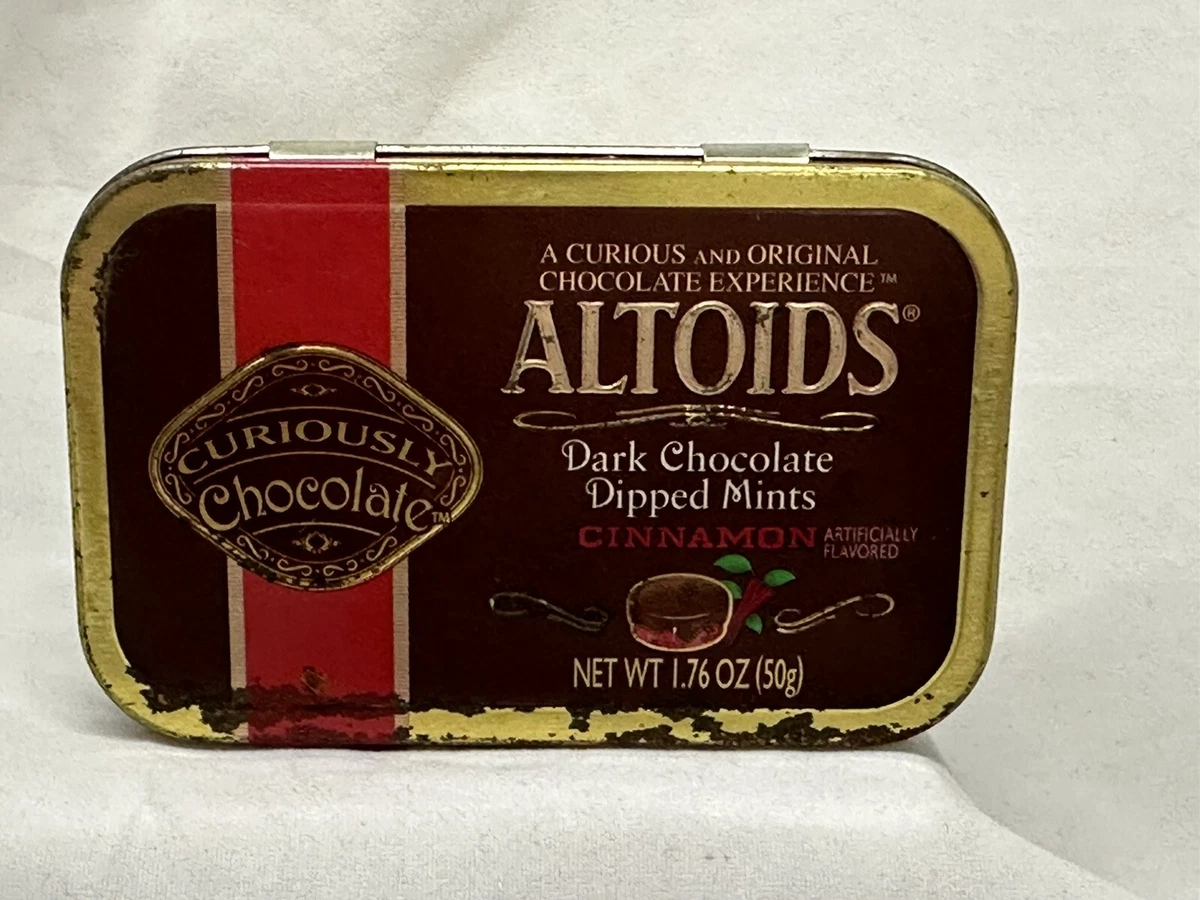 A CURIOUS AND ORIGINAL
CHOCOLATE EXPERIENCE™
ALTOIDS®
CURIOUSLY
Chocolate™
Dark Chocolate
Dipped Mints
CINNAMON ARTIFICIALLY
FLAVORED
NET WT 1.76 OZ (50g)